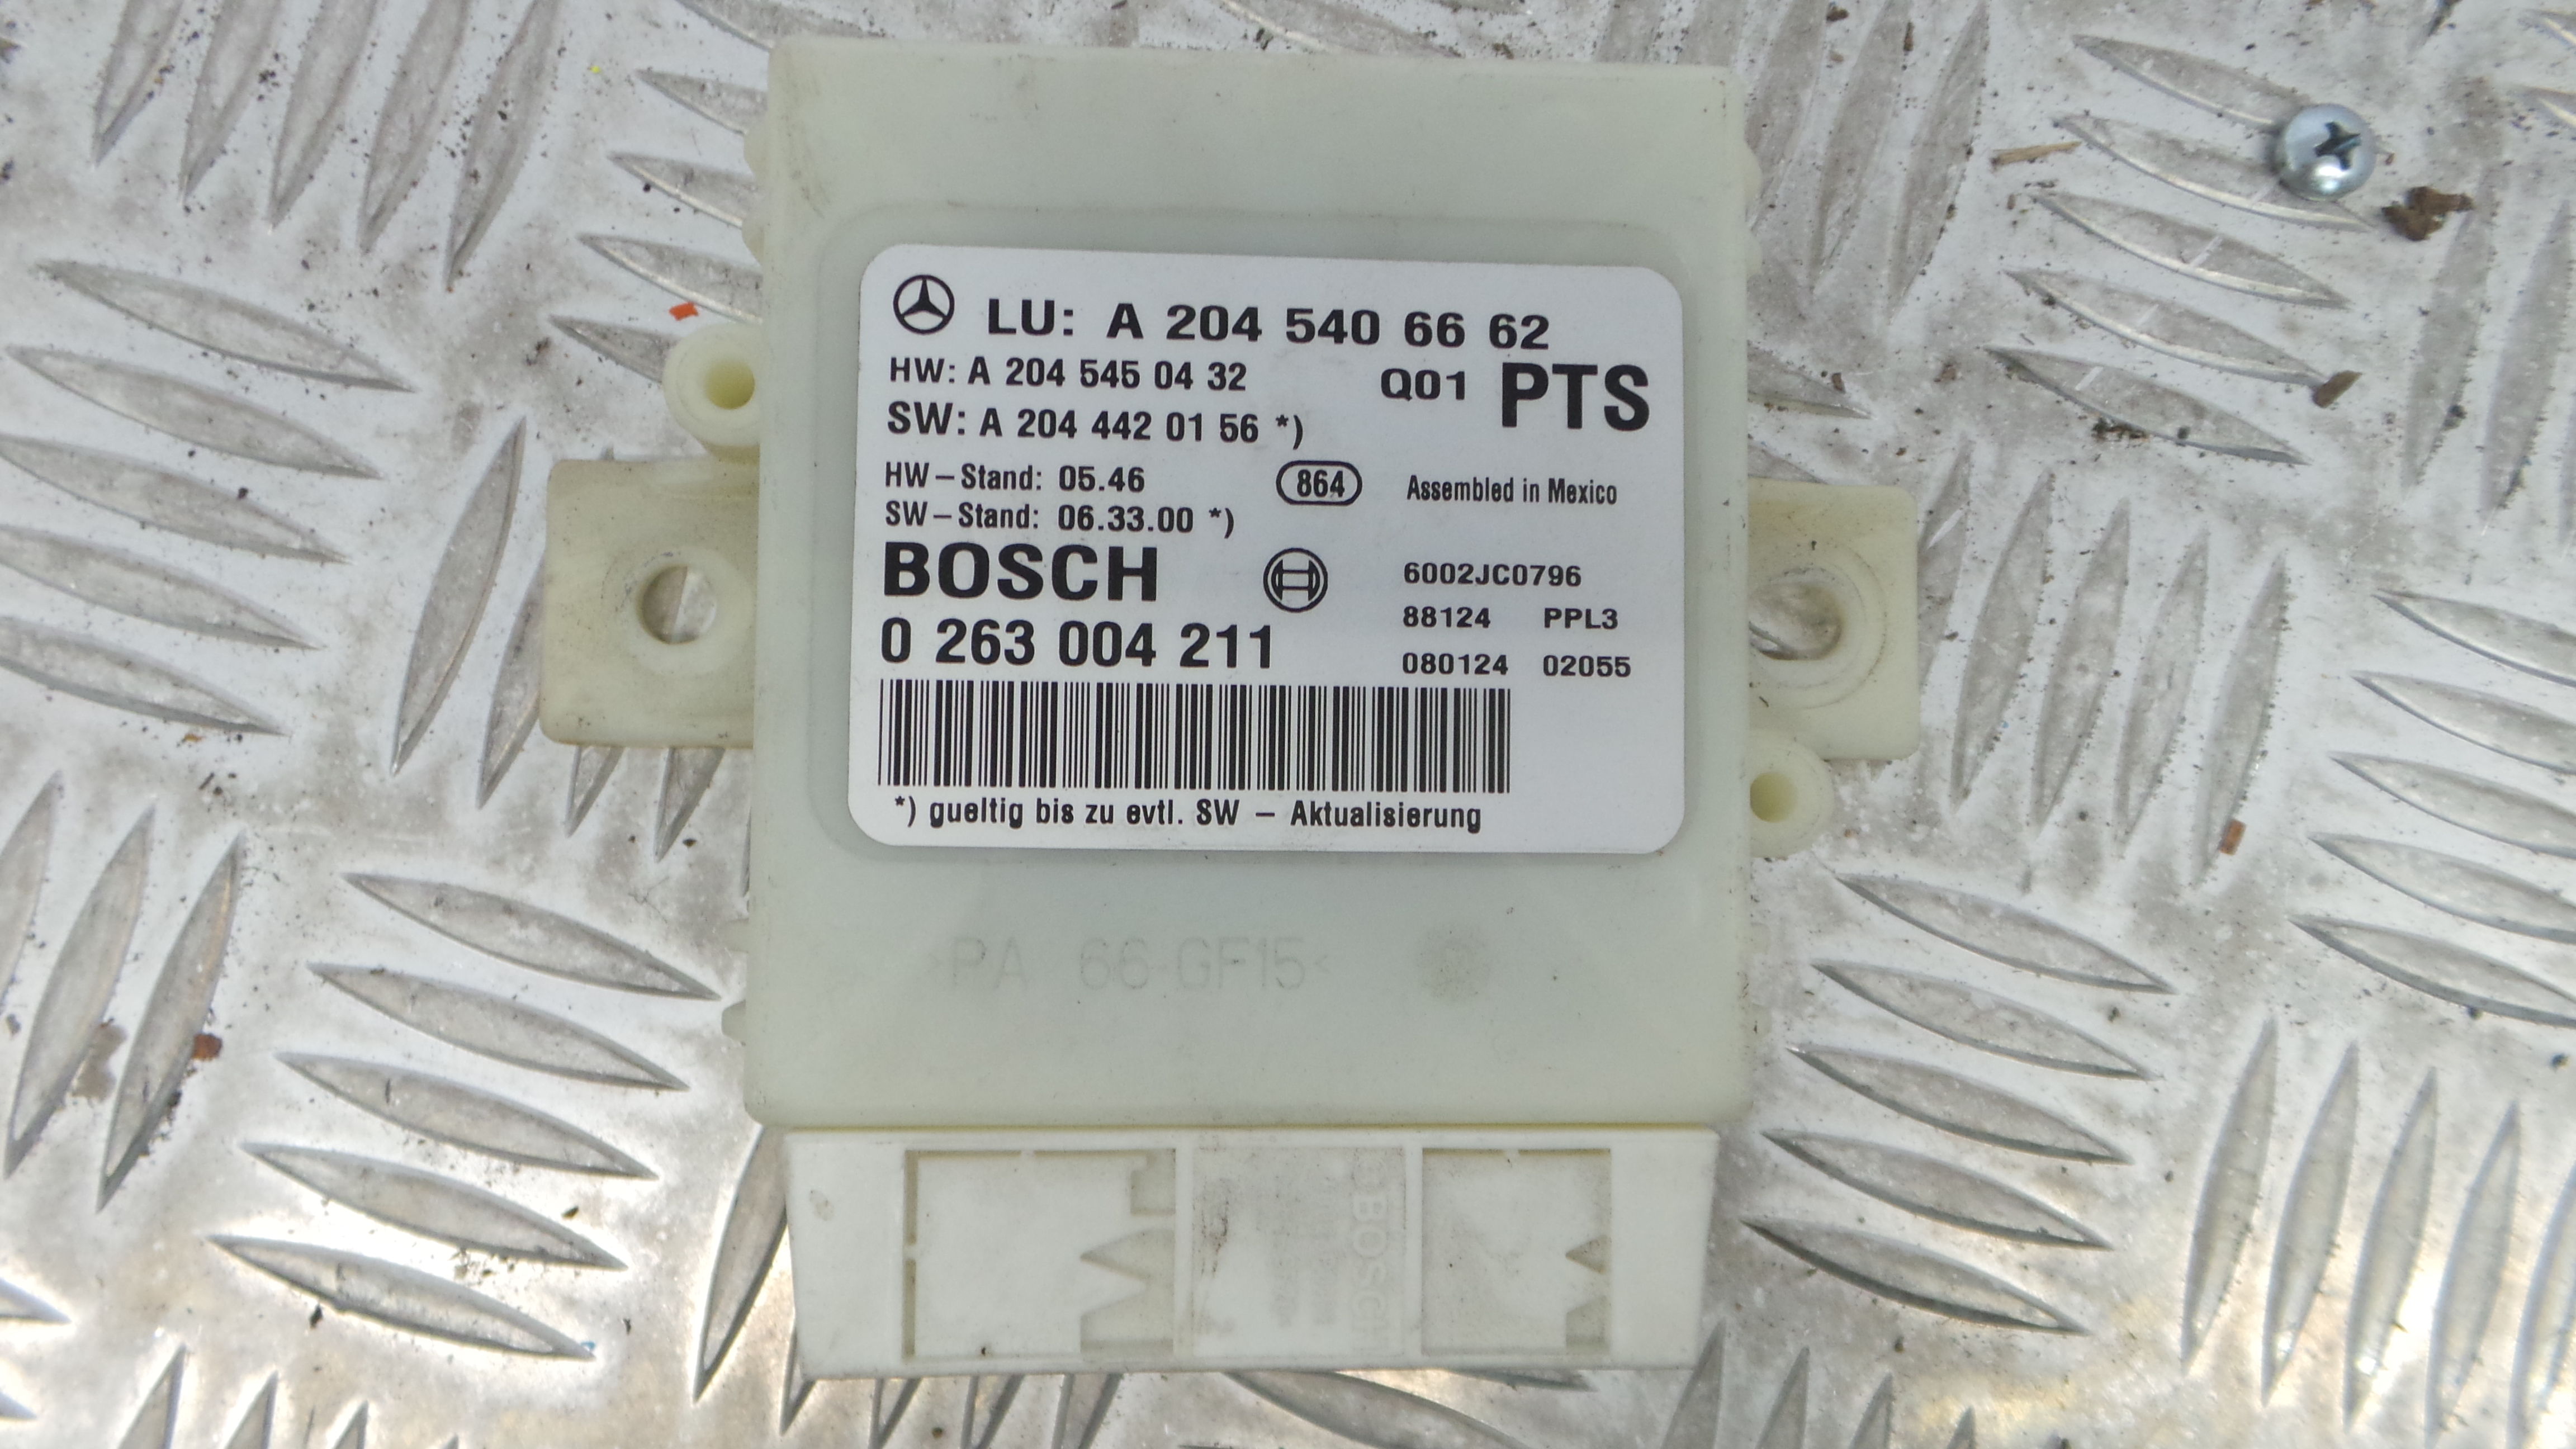 LU: A 204 540 66 62
HW: A 204 545 04 32 Q01 PTS
SW: A 204 442 01 56 *)
HW-Stand: 05.46 864 Assembled in Mexico
SW-Stand: 06.33.00 *)
BOSCH 6002JC0796
88124 PPL3
0 263 004 211
080124 02055
*) gueltig bis zu evtl. SW - Aktualisierung
>PA 66-GF15<
BOSCH